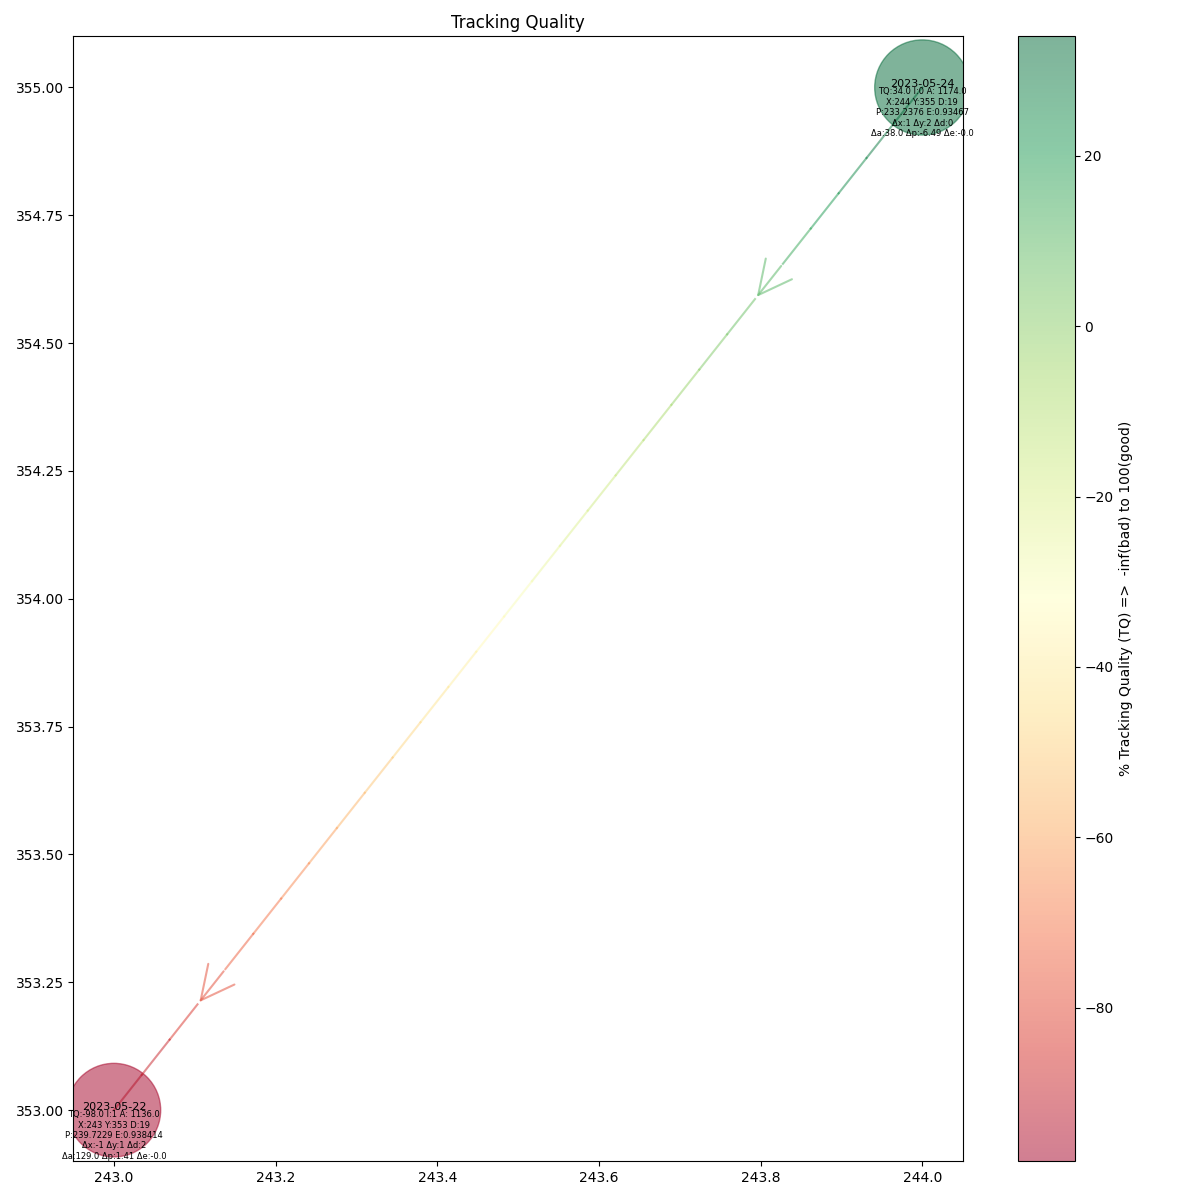 Tracking Quality
355.00
354.75
354.50
354.25
354.00
353.75
353.50
353.25
353.00
2023-05-24
TQ:34.0 I:0 A: 1174.0
X:244 Y:355 D:19
P:233.2376 E:0.93467
Δx:1 Δy:2 Δd:0
Δa:38.0 Δp:-6.49 Δe:-0.0
2023-05-22
TQ:-98.0 I:1 A: 1136.0
X:243 Y:353 D:19
P:239.7229 E:0.938414
Δx:-1 Δy:1 Δd:2
Δa:129.0 Δp:1.41 Δe:-0.0
243.0 243.2 243.4 243.6 243.8 244.0
20
0
−20
−40
−60
−80
% Tracking Quality (TQ) =>  -inf(bad) to 100(good)